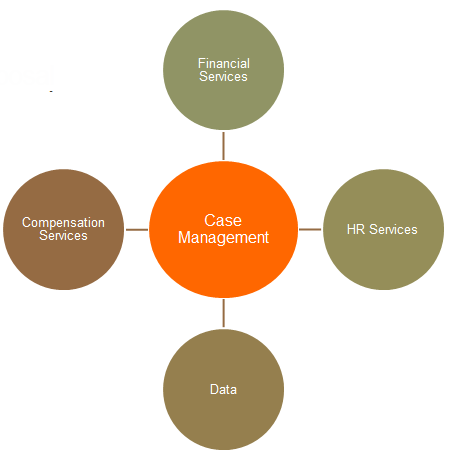 Financial
Services
Compensation
Services
Case
Management
HR Services
Data